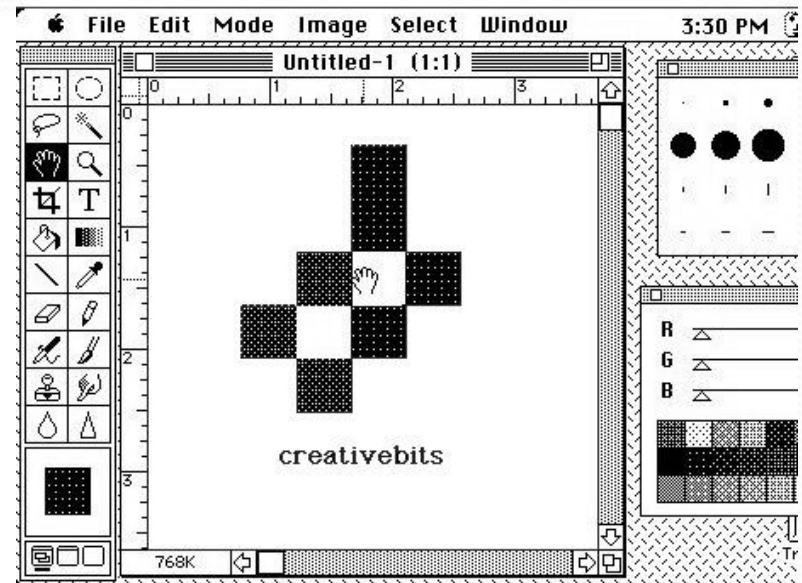 File Edit Mode Image Select Window 3:30 PM
Untitled-1 (1:1)
0 1 2 3
0
T
1
R
G
B
2
creativebits
3
768K
Tr